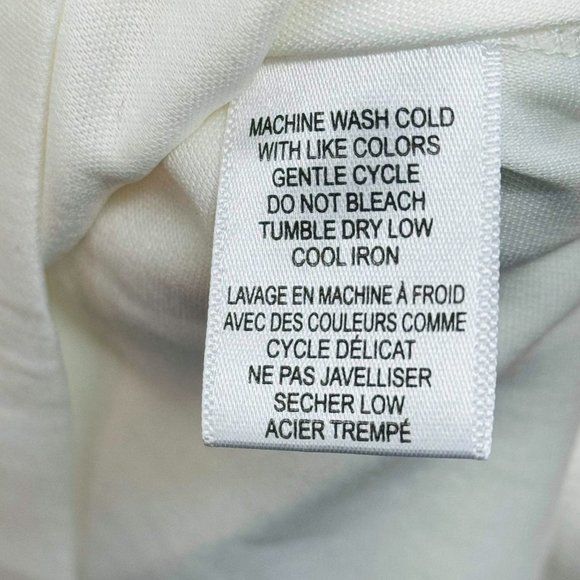 MACHINE WASH COLD
WITH LIKE COLORS
GENTLE CYCLE
DO NOT BLEACH
TUMBLE DRY LOW
COOL IRON
LAVAGE EN MACHINE À FROID
AVEC DES COULEURS COMME
CYCLE DÉLICAT
NE PAS JAVELLISER
SECHER LOW
ACIER TREMPÉ